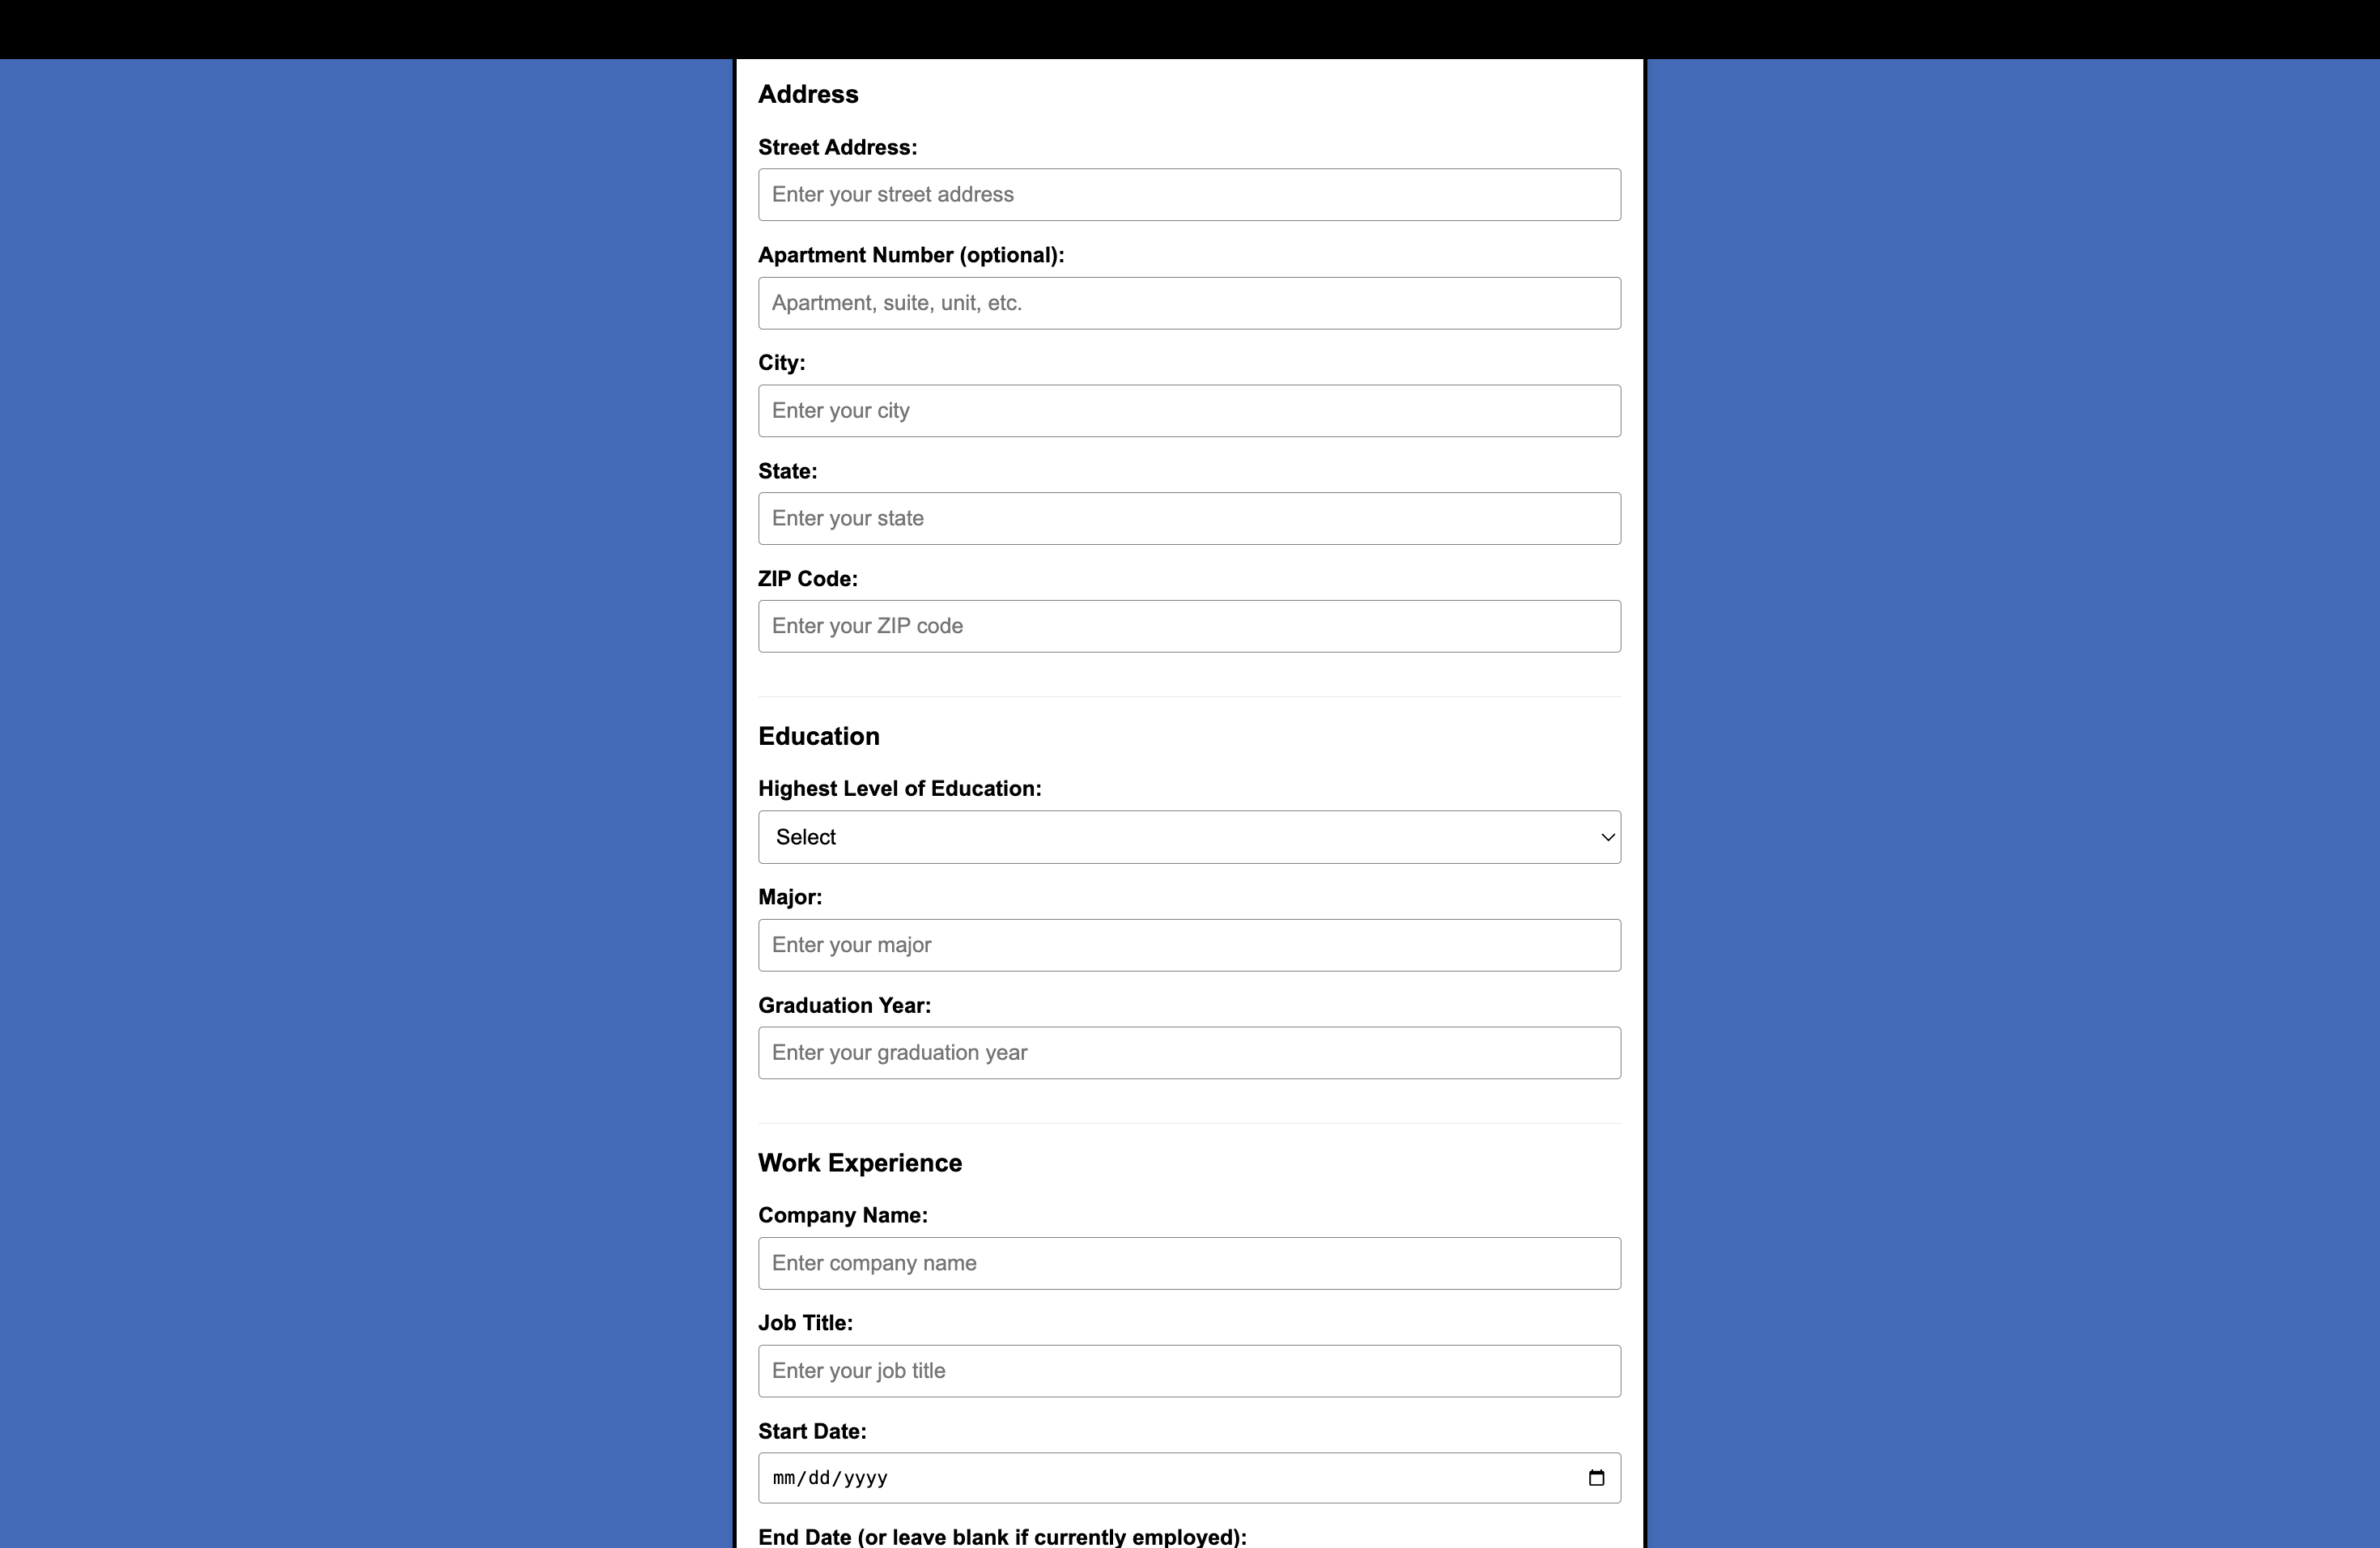 Address
Street Address:
Enter your street address
Apartment Number (optional):
Apartment, suite, unit, etc.
City:
Enter your city
State:
Enter your state
ZIP Code:
Enter your ZIP code
Education
Highest Level of Education:
Select
Major:
Enter your major
Graduation Year:
Enter your graduation year
Work Experience
Company Name:
Enter company name
Job Title:
Enter your job title
Start Date:
mm/dd/yyyy
End Date (or leave blank if currently employed):